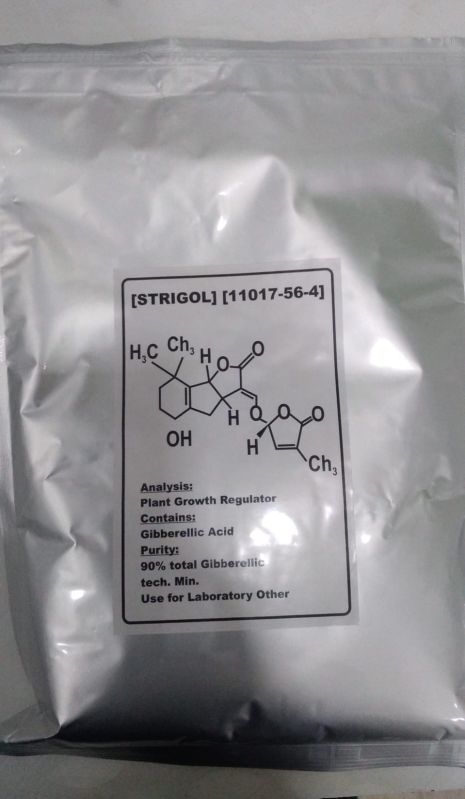 [STRIGOL] [11017-56-4]
H₃C Ch₃ H O O
H O O O
OH H Ch₃
Analysis:
Plant Growth Regulator
Contains:
Gibberellic Acid
Purity:
90% total Gibberellic
tech. Min.
Use for Laboratory Other